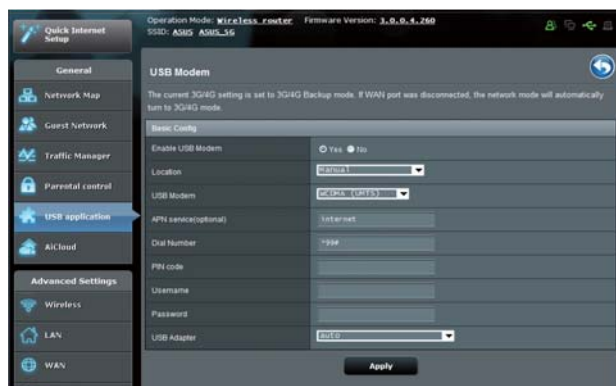 Quick Internet
Setup
Operation Mode: Wireless router Firmware Version: 3.0.0.4.260
SSID: ASUS ASUS_5G
General
Network Map
Guest Network
Traffic Manager
Parental control
USB application
AiCloud
Advanced Settings
Wireless
LAN
WAN
USB Modem
The current 3G/4G setting is set to 3G/4G Backup mode. If WAN port was disconnected, the network mode will automatically
turn to 3G/4G mode.
Basic Config
Enable USB Modem Yes No
Location Manual
USB Modem WCDMA (UMTS)
APN service(optional) internet
Dial Number *99#
PIN code
Username
Password
USB Adapter auto
Apply